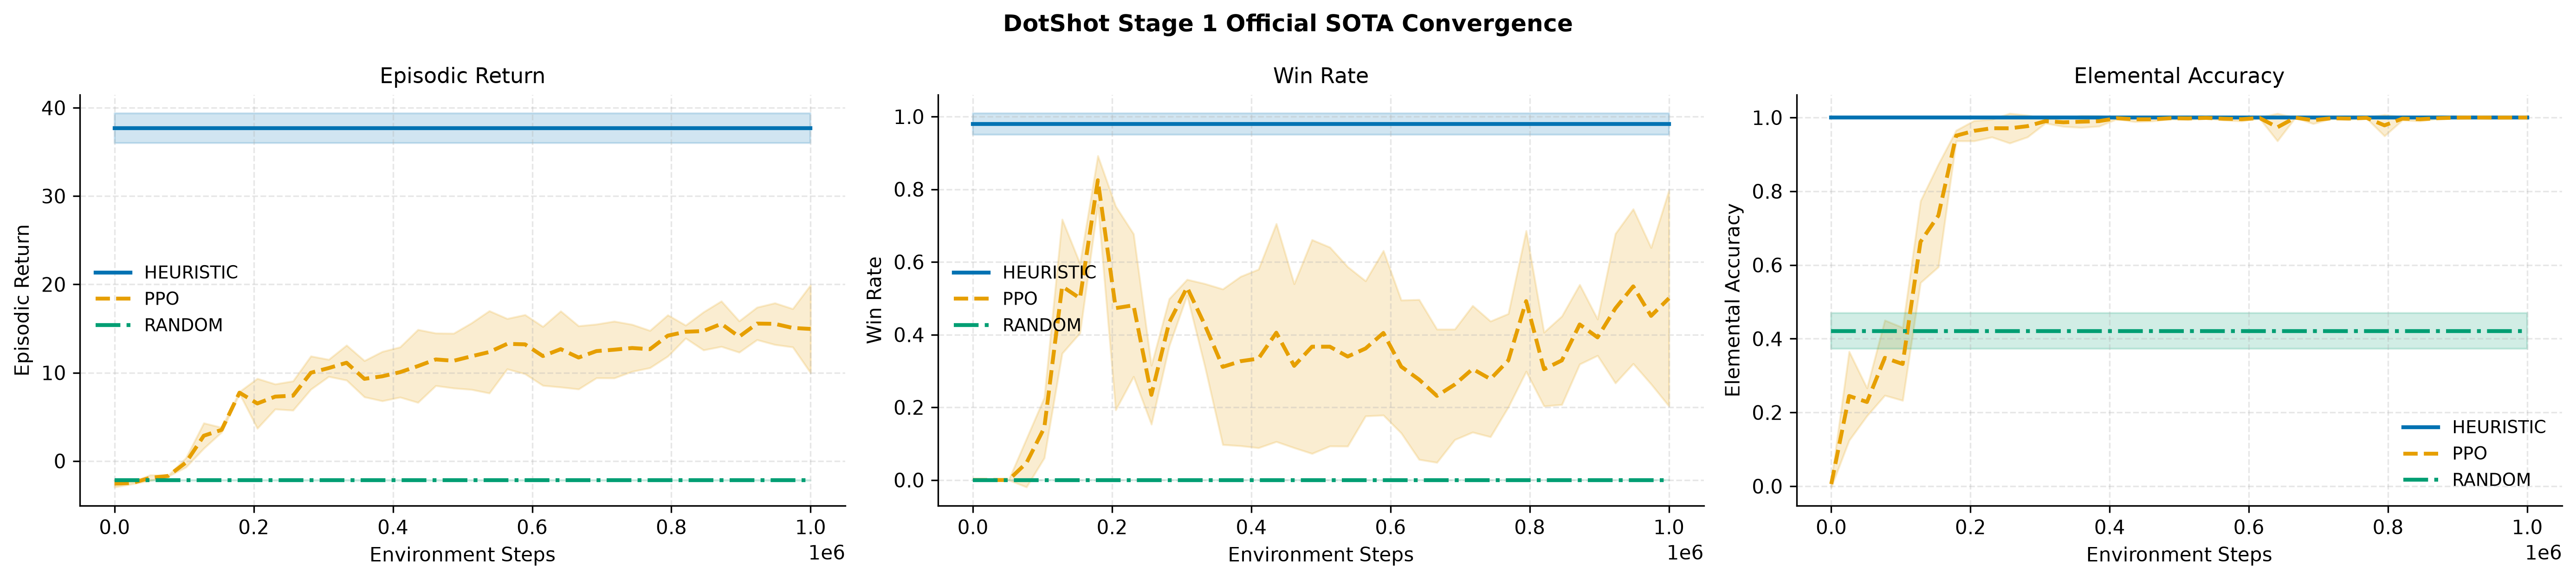 DotShot Stage 1 Official SOTA Convergence
Episodic Return
40
30
20
10
0
Episodic Return
HEURISTIC
PPO
RANDOM
0.0 0.2 0.4 0.6 0.8 1.0
1e6
Environment Steps
Win Rate
1.0
0.8
0.6
0.4
0.2
0.0
Win Rate
HEURISTIC
PPO
RANDOM
0.0 0.2 0.4 0.6 0.8 1.0
1e6
Environment Steps
Elemental Accuracy
1.0
0.8
0.6
0.4
0.2
0.0
Elemental Accuracy
HEURISTIC
PPO
RANDOM
0.0 0.2 0.4 0.6 0.8 1.0
1e6
Environment Steps